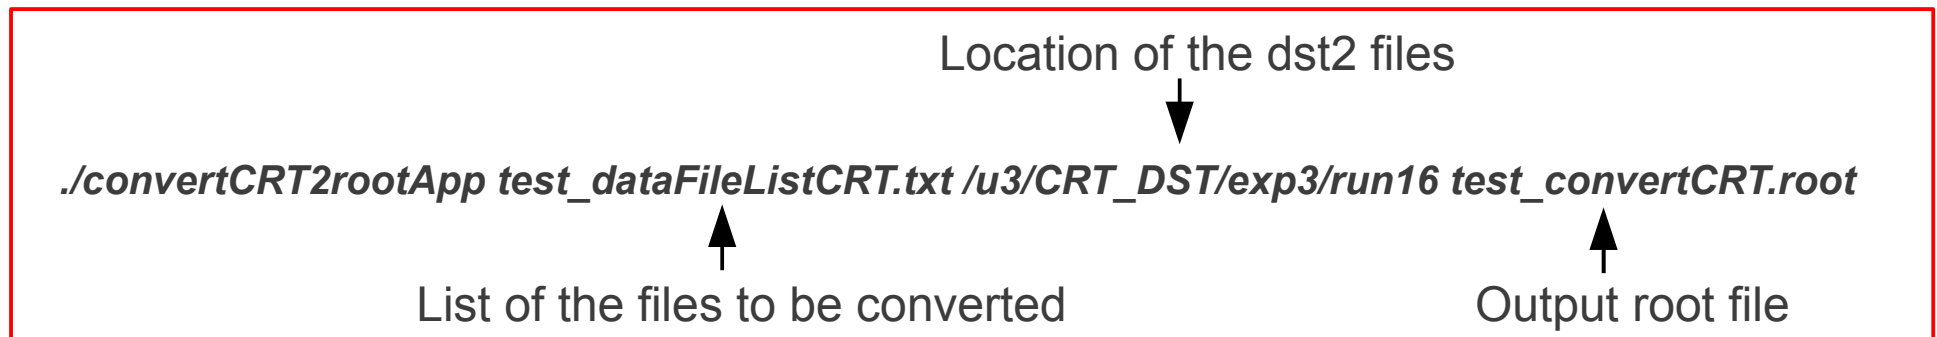 Location of the dst2 files
./convertCRT2rootApp test_dataFileListCRT.txt /u3/CRT_DST/exp3/run16 test_convertCRT.root
List of the files to be converted
Output root file